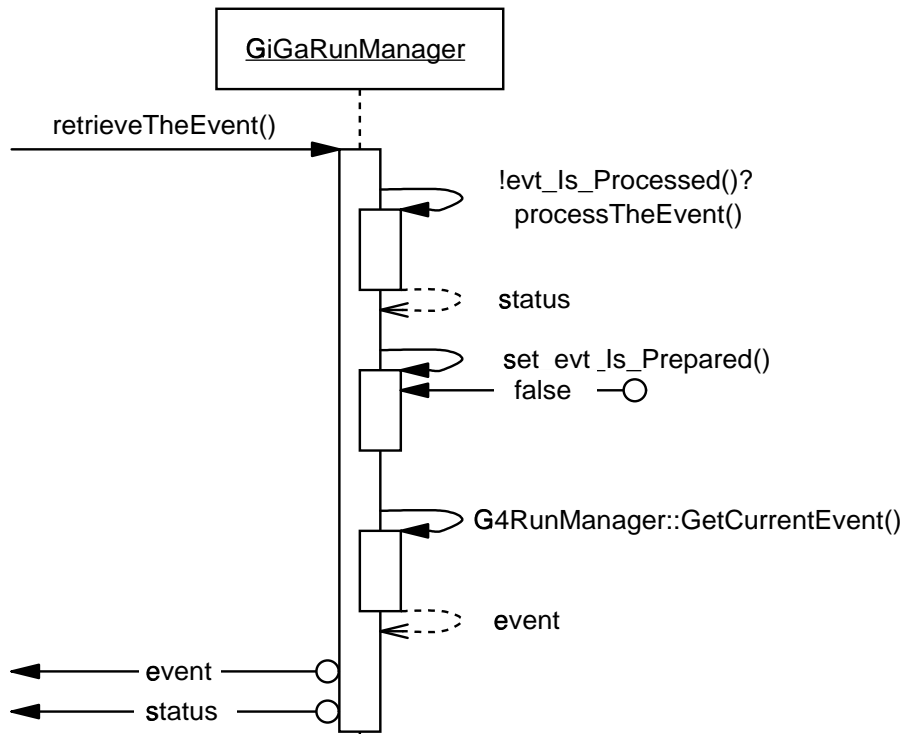 GiGaRunManager
retrieveTheEvent()
!evt_Is_Processed()?
processTheEvent()
status
set evt_Is_Prepared()
false
G4RunManager::GetCurrentEvent()
event
event
status